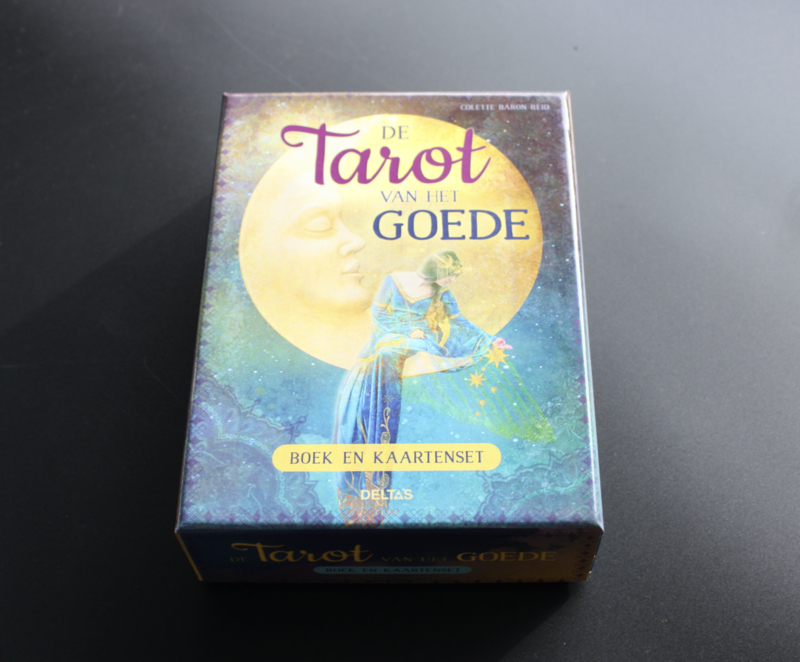 COLETTE BARON-REID
DE
Tarot
VAN HET
GOEDE
BOEK EN KAARTENSET
DELTAS
DE Tarot VAN HET GOEDE
BOEK EN KAARTENSET